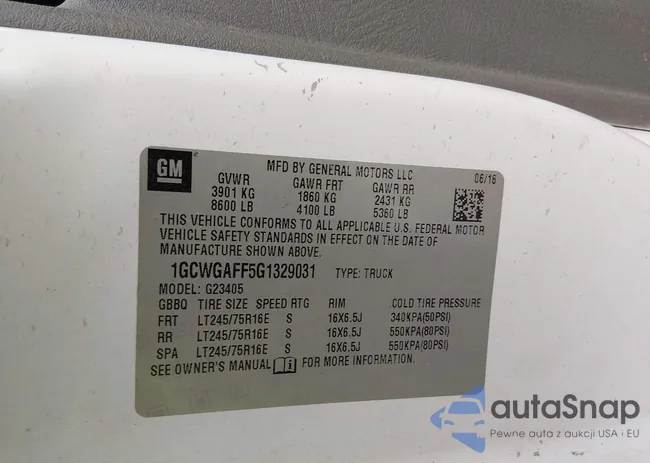 GM
MFD BY GENERAL MOTORS LLC
06/16
GVWR GAWR FRT GAWR RR
3901 KG 1860 KG 2431 KG
8600 LB 4100 LB 5360 LB
THIS VEHICLE CONFORMS TO ALL APPLICABLE U.S. FEDERAL MOTOR
VEHICLE SAFETY STANDARDS IN EFFECT ON THE DATE OF
MANUFACTURE SHOWN ABOVE.
1GCWGAFF5G1329031 TYPE: TRUCK
MODEL: G23405
GBBQ TIRE SIZE SPEED RTG RIM COLD TIRE PRESSURE
FRT LT245/75R16E S 16X6.5J 340KPA(50PSI)
RR LT245/75R16E S 16X6.5J 550KPA(80PSI)
SPA LT245/75R16E S 16X6.5J 550KPA(80PSI)
SEE OWNER'S MANUAL FOR MORE INFORMATION.
autaSnap
Pewne auta z aukcji USA i EU